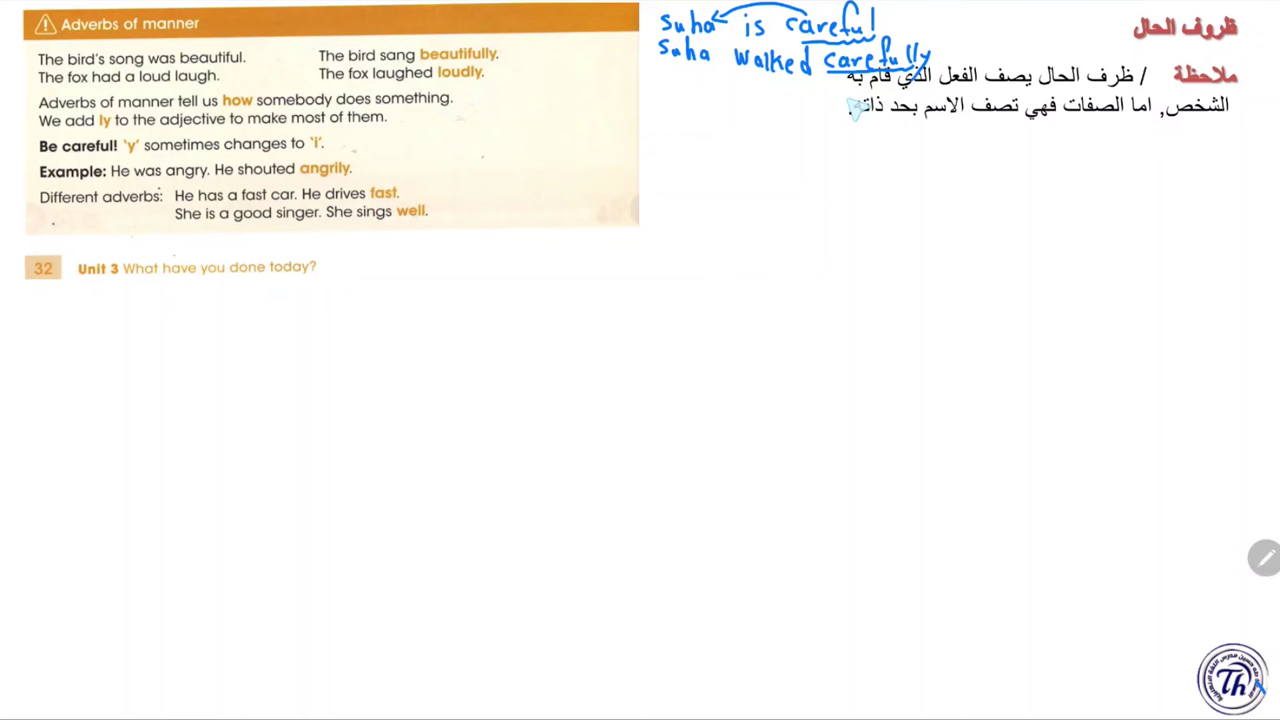 Adverbs of manner
The bird's song was beautiful. The bird sang beautifully.
The fox had a loud laugh. The fox laughed loudly.
Adverbs of manner tell us how somebody does something.
We add ly to the adjective to make most of them.
Be careful! 'y' sometimes changes to 'i'.
Example: He was angry. He shouted angrily.
Different adverbs: He has a fast car. He drives fast.
She is a good singer. She sings well.
32 Unit 3 What have you done today?
suha is careful
suha walked carefully
ظروف الحال
ملاحظة / ظرف الحال يصف الفعل الذي قام به
الشخص, اما الصفات فهي تصف الاسم بحد ذاته.
Th